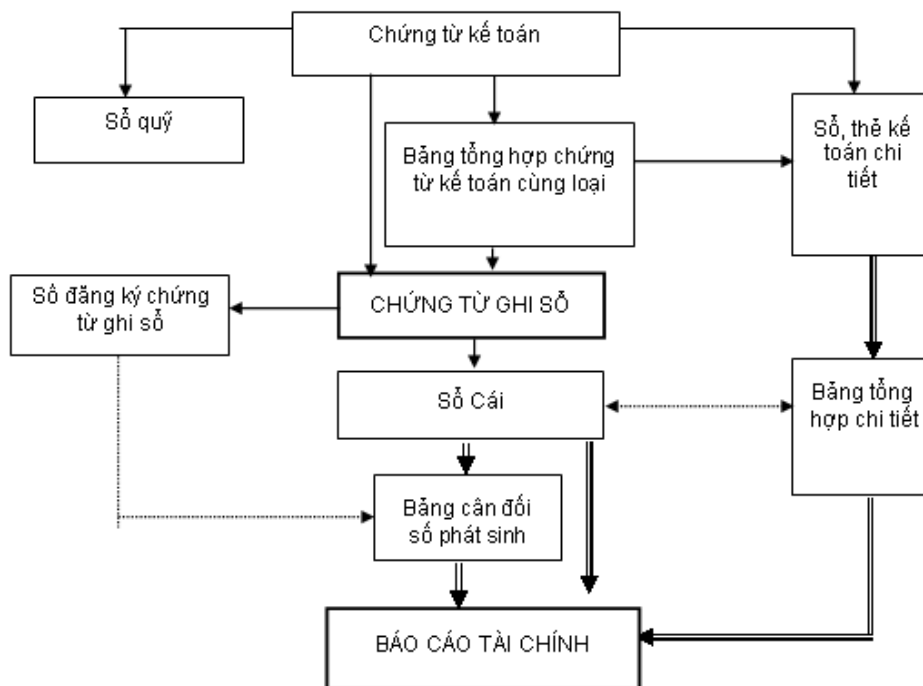 Chứng từ kế toán
Sổ quỹ
Bảng tổng hợp chứng
từ kế toán cùng loại
Sổ, thẻ kế
toán chi
tiết
Sổ đăng ký chứng
từ ghi sổ
CHỨNG TỪ GHI SỔ
Sổ Cái
Bảng tổng
hợp chi tiết
Bảng cân đối
số phát sinh
BÁO CÁO TÀI CHÍNH